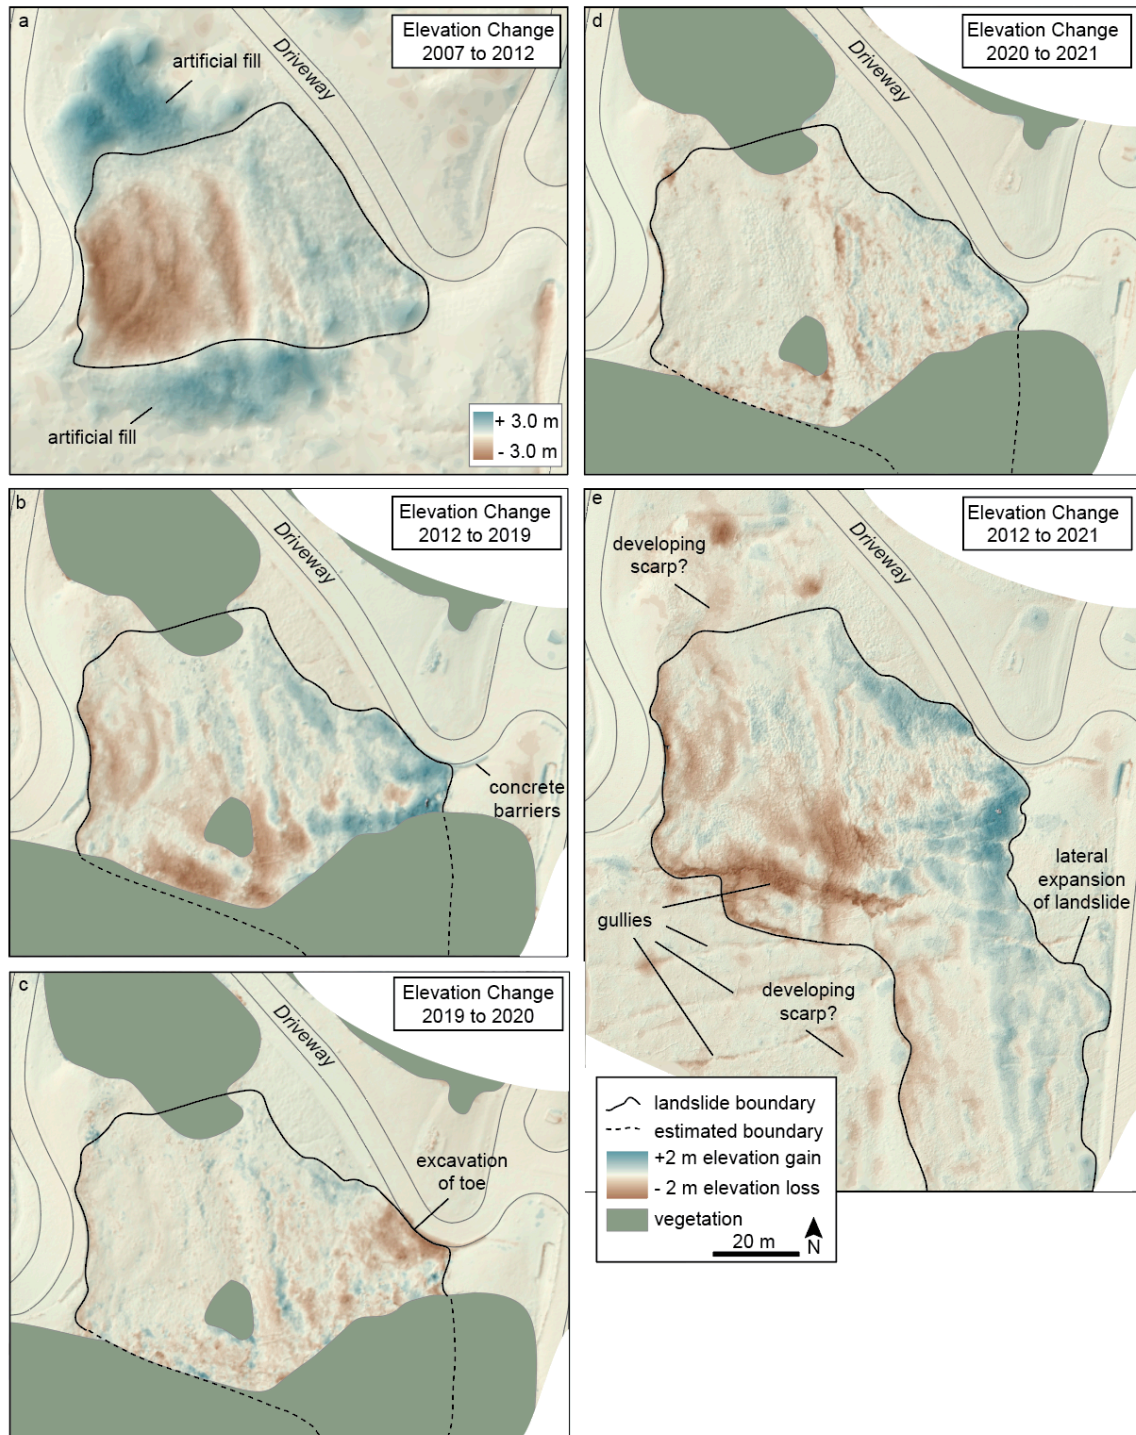 a
Elevation Change
2007 to 2012
artificial fill
Driveway
artificial fill
+ 3.0 m
- 3.0 m
b
Elevation Change
2012 to 2019
Driveway
concrete
barriers
c
Elevation Change
2019 to 2020
Driveway
excavation
of toe
d
Elevation Change
2020 to 2021
Driveway
e
Elevation Change
2012 to 2021
Driveway
developing
scarp?
lateral
expansion
of landslide
gullies
developing
scarp?
landslide boundary
estimated boundary
+2 m elevation gain
- 2 m elevation loss
vegetation
20 m
N